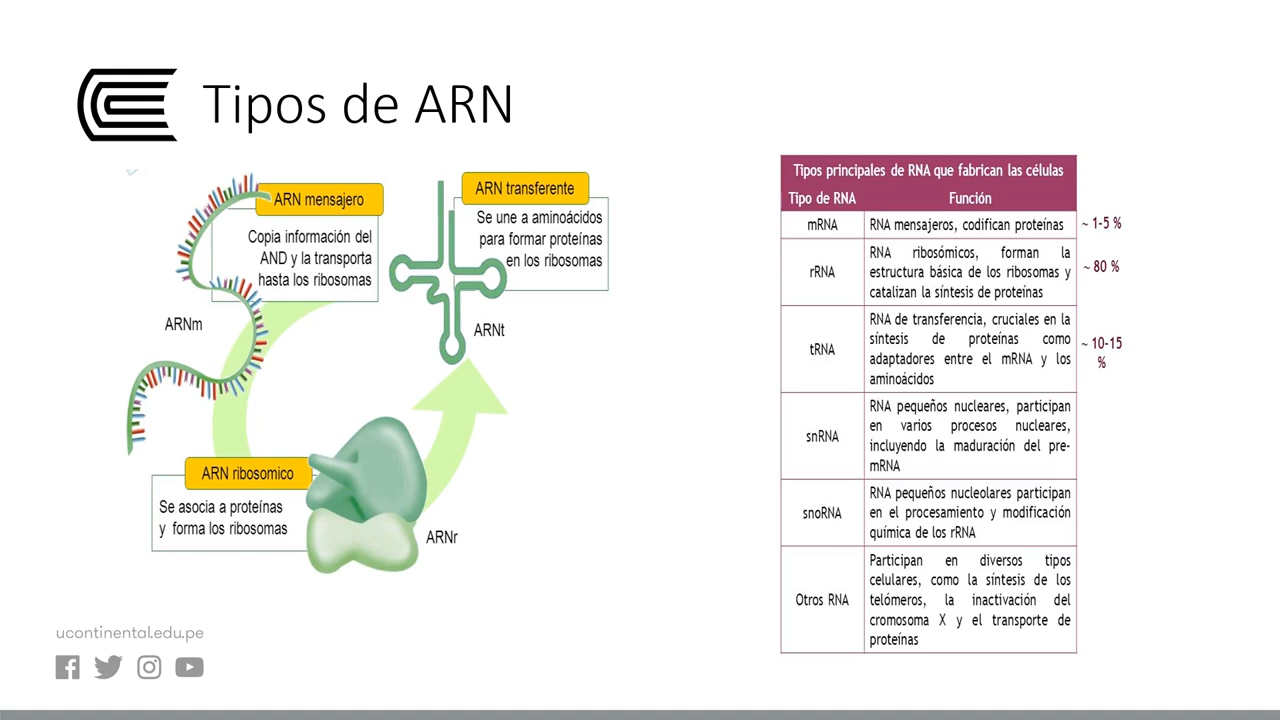 Tipos de ARN
ARN mensajero
Copia información del
AND y la transporta
hasta los ribosomas
ARNm
ARN transferente
Se une a aminoácidos
para formar proteínas
en los ribosomas
ARNt
ARN ribosomico
Se asocia a proteínas
y forma los ribosomas
ARNr
Tipos principales de RNA que fabrican las células
Tipo de RNA Función
mRNA RNA mensajeros, codifican proteínas ~ 1-5 %
rRNA
RNA ribosómicos, forman la
estructura básica de los ribosomas y
catalizan la síntesis de proteínas
~ 80 %
tRNA
RNA de transferencia, cruciales en la
síntesis de proteínas como
adaptadores entre el mRNA y los
aminoácidos
~ 10-15
%
snRNA
RNA pequeños nucleares, participan
en varios procesos nucleares,
incluyendo la maduración del pre-
mRNA
snoRNA
RNA pequeños nucleolares participan
en el procesamiento y modificación
química de los rRNA
Otros RNA
Participan en diversos tipos
celulares, como la síntesis de los
telómeros, la inactivación del
cromosoma X y el transporte de
proteínas
ucontinental.edu.pe